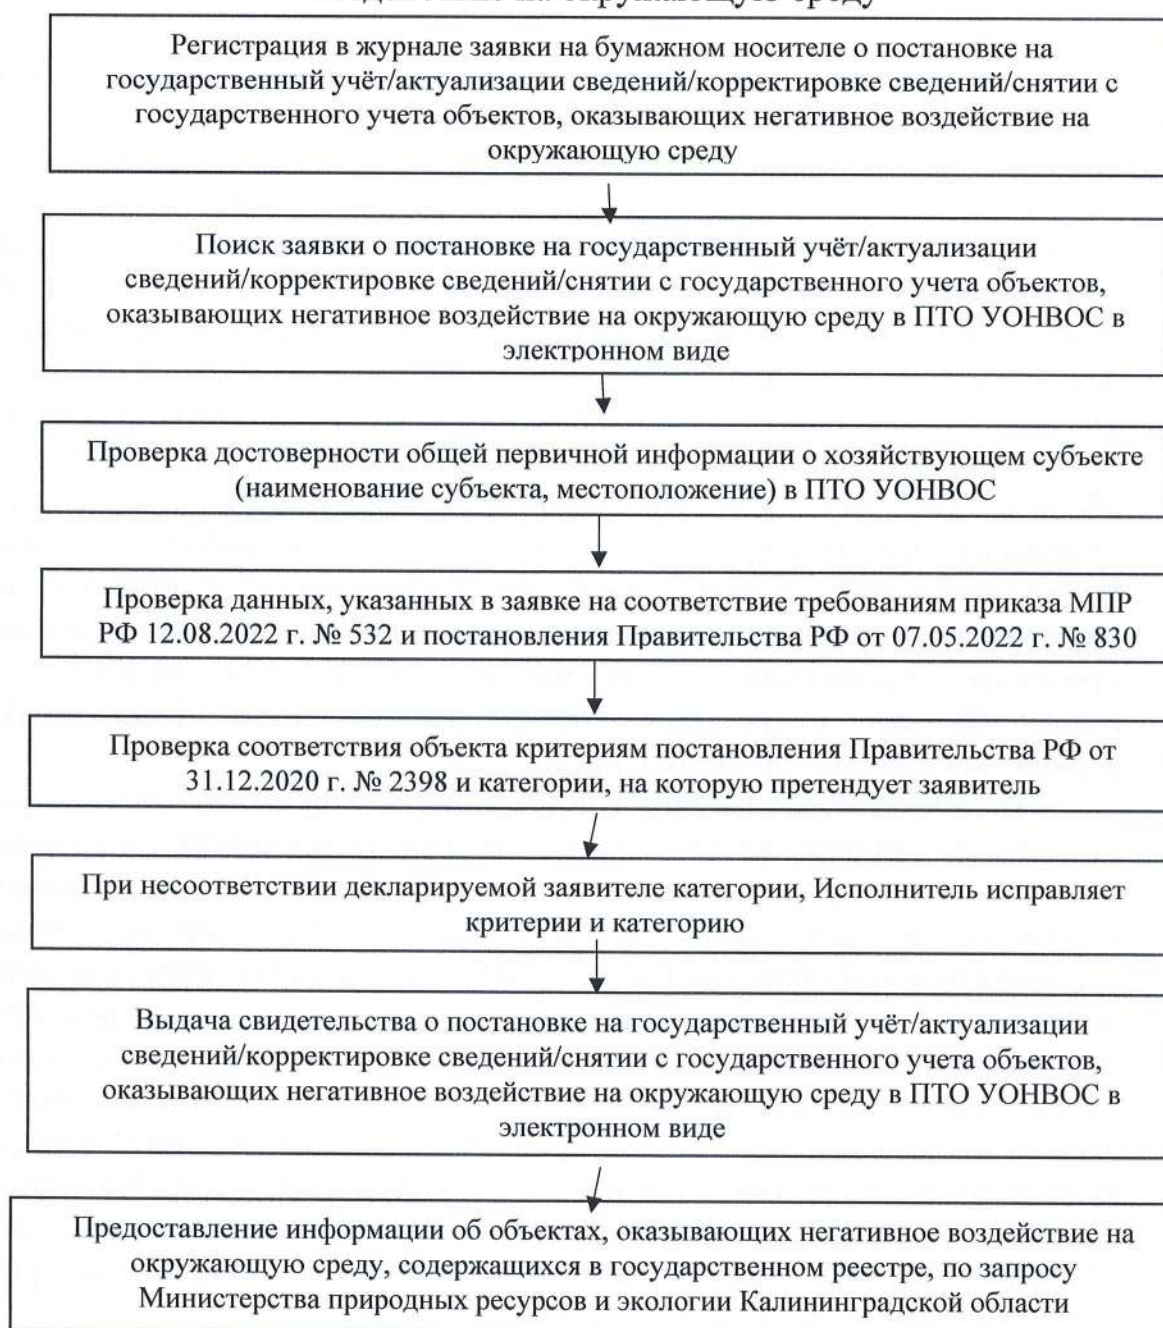 Регистрация в журнале заявки на бумажном носителе о постановке на
государственный учёт/актуализации сведений/корректировке сведений/снятии с
государственного учета объектов, оказывающих негативное воздействие на
окружающую среду
Поиск заявки о постановке на государственный учёт/актуализации
сведений/корректировке сведений/снятии с государственного учета объектов,
оказывающих негативное воздействие на окружающую среду в ПТО УОНВОС в
электронном виде
Проверка достоверности общей первичной информации о хозяйствующем субъекте
(наименование субъекта, местоположение) в ПТО УОНВОС
Проверка данных, указанных в заявке на соответствие требованиям приказа МПР
РФ 12.08.2022 г. № 532 и постановления Правительства РФ от 07.05.2022 г. № 830
Проверка соответствия объекта критериям постановления Правительства РФ от
31.12.2020 г. № 2398 и категории, на которую претендует заявитель
При несоответствии декларируемой заявителе категории, Исполнитель исправляет
критерии и категорию
Выдача свидетельства о постановке на государственный учёт/актуализации
сведений/корректировке сведений/снятии с государственного учета объектов,
оказывающих негативное воздействие на окружающую среду в ПТО УОНВОС в
электронном виде
Предоставление информации об объектах, оказывающих негативное воздействие на
окружающую среду, содержащихся в государственном реестре, по запросу
Министерства природных ресурсов и экологии Калининградской области